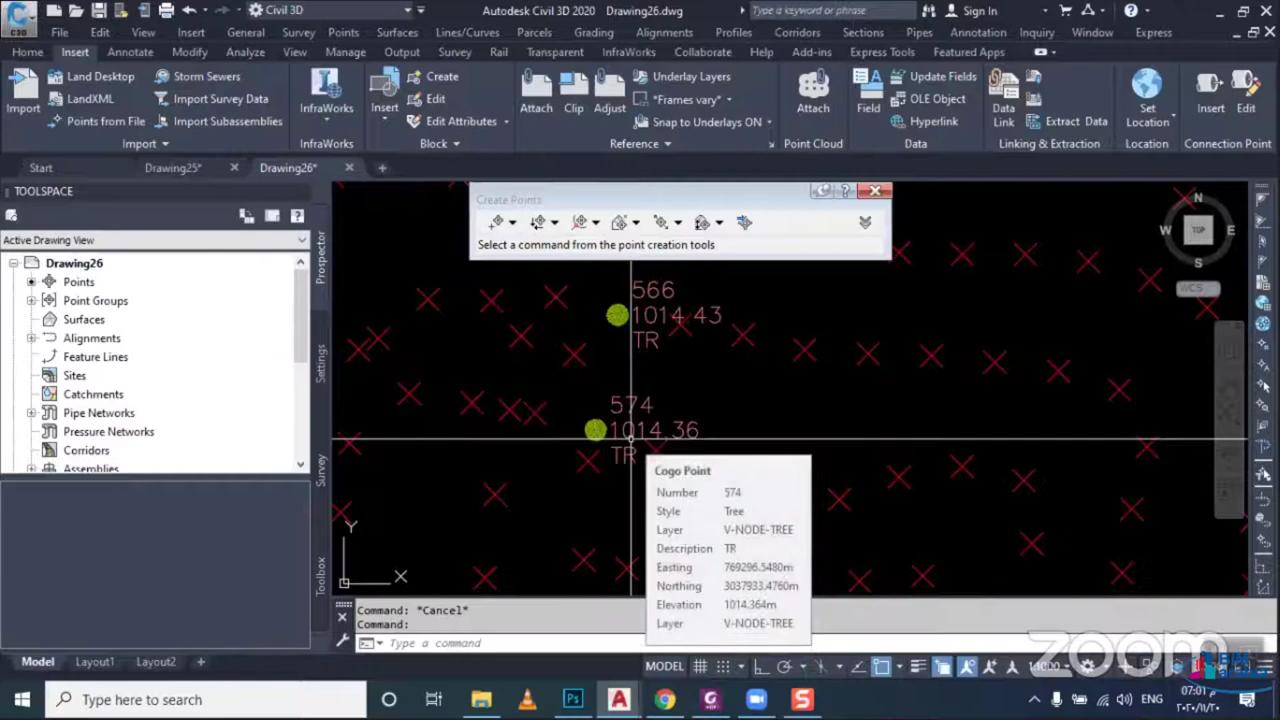 C3D
Civil 3D
Autodesk Civil 3D 2020 Drawing26.dwg
Type a keyword or phrase
Sign In
File Edit View Insert General Survey Points Surfaces Lines/Curves Parcels Grading Alignments Profiles Corridors Sections Pipes Annotation Inquiry Window Express
Home Insert Annotate Modify Analyze View Manage Output Survey Rail Transparent InfraWorks Collaborate Help Add-ins Express Tools Featured Apps
Import
Land Desktop
LandXML
Points from File
Storm Sewers
Import Survey Data
Import Subassemblies
Import
InfraWorks
InfraWorks
Insert
Create
Edit
Edit Attributes
Block
Attach
Clip
Adjust
Underlay Layers
*Frames vary*
Snap to Underlays ON
Reference
Attach
Point Cloud
Field
Update Fields
OLE Object
Hyperlink
Data
Data Link
Extract Data
Linking & Extraction
Set Location
Location
Insert
Edit
Connection Point
Start
Drawing25*
Drawing26*
TOOLSPACE
Active Drawing View
Drawing26
Points
Point Groups
Surfaces
Alignments
Feature Lines
Sites
Catchments
Pipe Networks
Pressure Networks
Corridors
Assemblies
Prospector
Settings
Survey
Toolbox
Create Points
Select a command from the point creation tools
N
W TOP E
S
WCS
566
1014.43
TR
574
1014.36
TR
Cogo Point
Number 574
Style Tree
Layer V-NODE-TREE
Description TR
Easting 769296.5480m
Northing 3037933.4760m
Elevation 1014.364m
Layer V-NODE-TREE
Y
X
Command: *Cancel*
Command:
Type a command
zoom
Model Layout1 Layout2
MODEL
Type here to search
ENG
٠7:٠١ م
٢٠٢٠/١١/٢٠